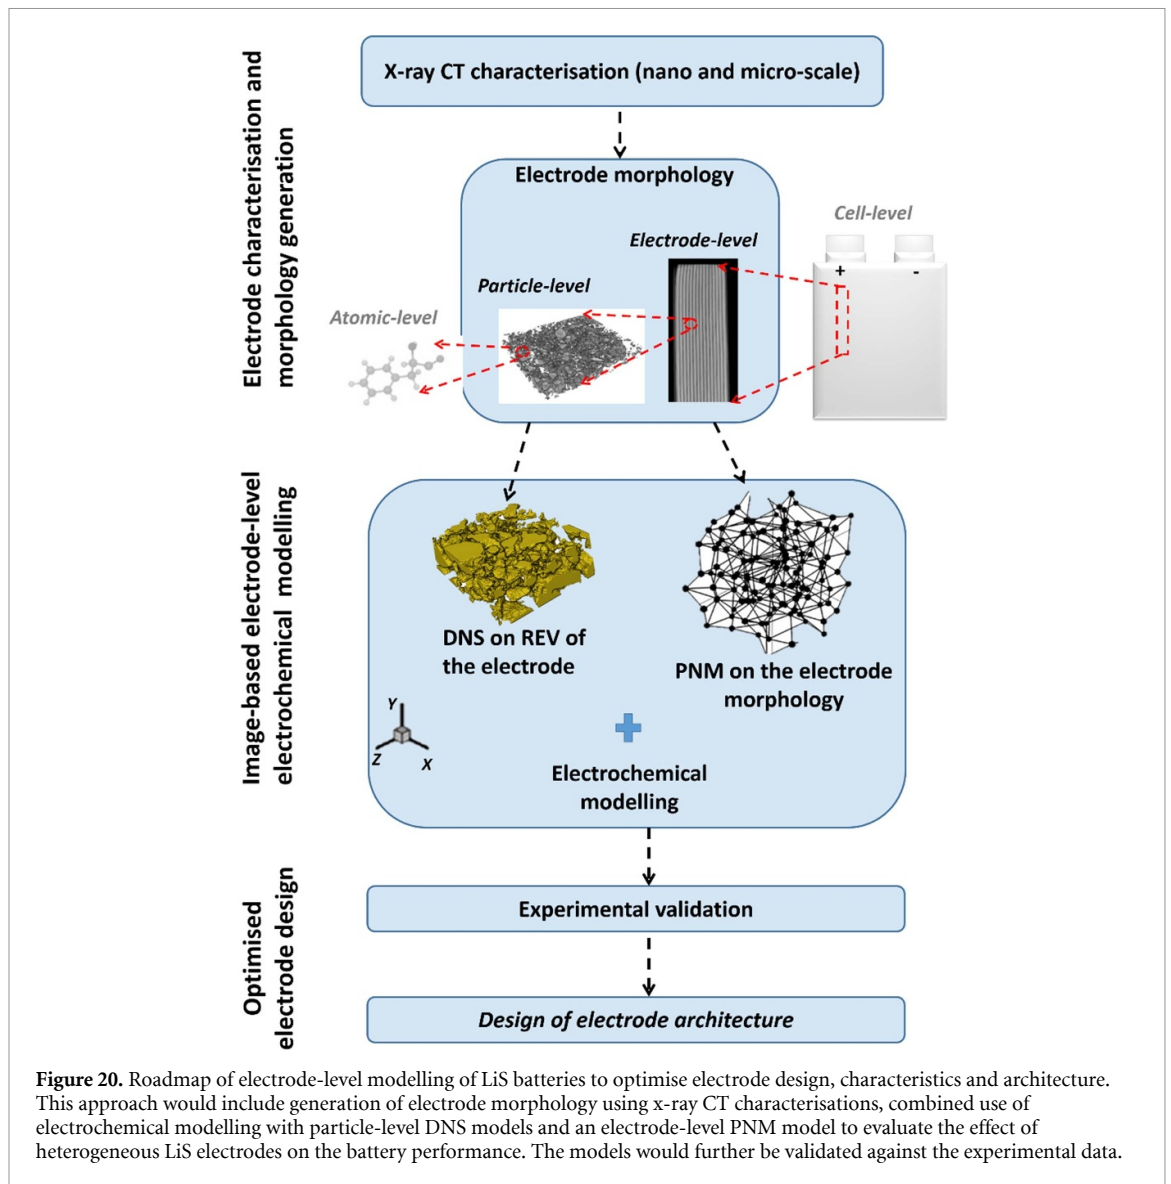 Electrode characterisation and
morphology generation
X-ray CT characterisation (nano and micro-scale)
Electrode morphology
Cell-level
Electrode-level
Particle-level
Atomic-level
+
-
Image-based electrode-level
electrochemical modelling
DNS on REV of
the electrode
PNM on the electrode
morphology
Y
Z
X
Electrochemical
modelling
Optimised
electrode design
Experimental validation
Design of electrode architecture
Figure 20. Roadmap of electrode-level modelling of LiS batteries to optimise electrode design, characteristics and architecture.
This approach would include generation of electrode morphology using x-ray CT characterisations, combined use of
electrochemical modelling with particle-level DNS models and an electrode-level PNM model to evaluate the effect of
heterogeneous LiS electrodes on the battery performance. The models would further be validated against the experimental data.